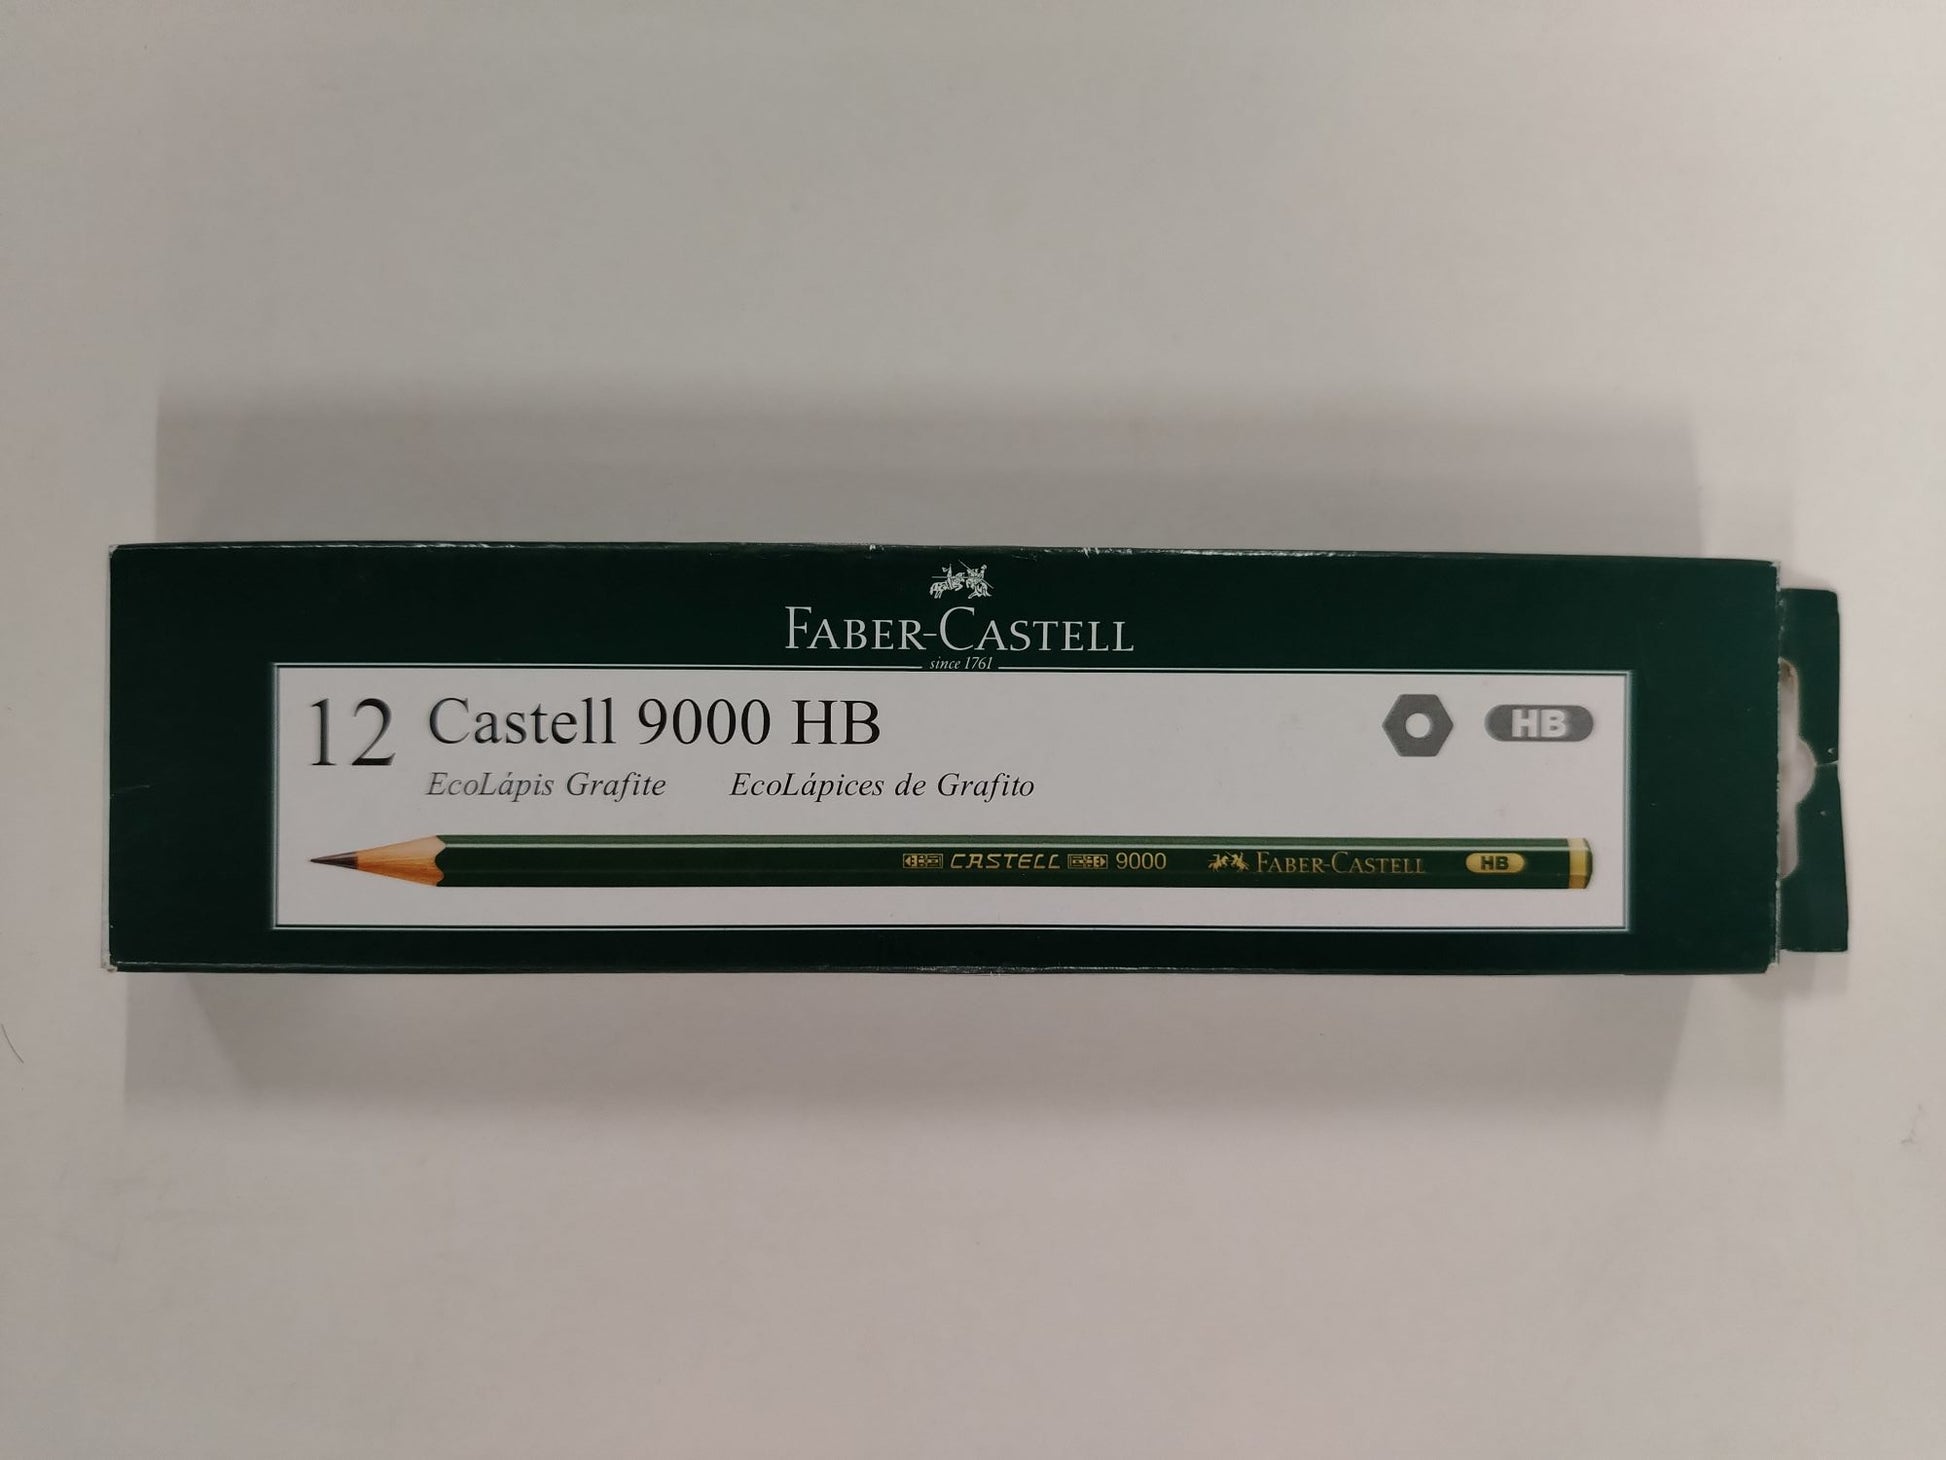 FABER-CASTELL
since 1761
12 Castell 9000 HB
HB
EcoLápis Grafite EcoLápices de Grafito
CASTELL 9000 FABER-CASTELL HB